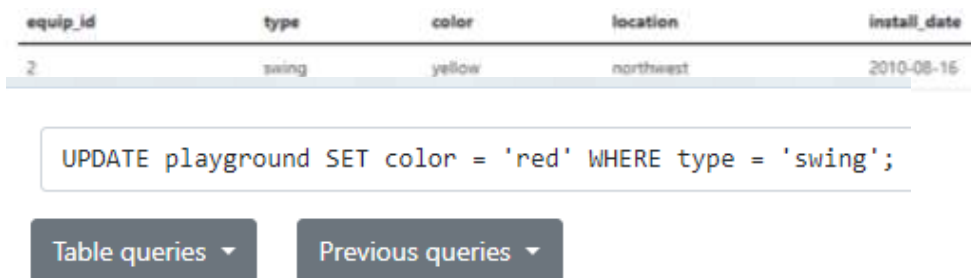 equip_id type color location install_date
2 swing yellow northwest 2010-08-16
UPDATE playground SET color = 'red' WHERE type = 'swing';
Table queries Previous queries